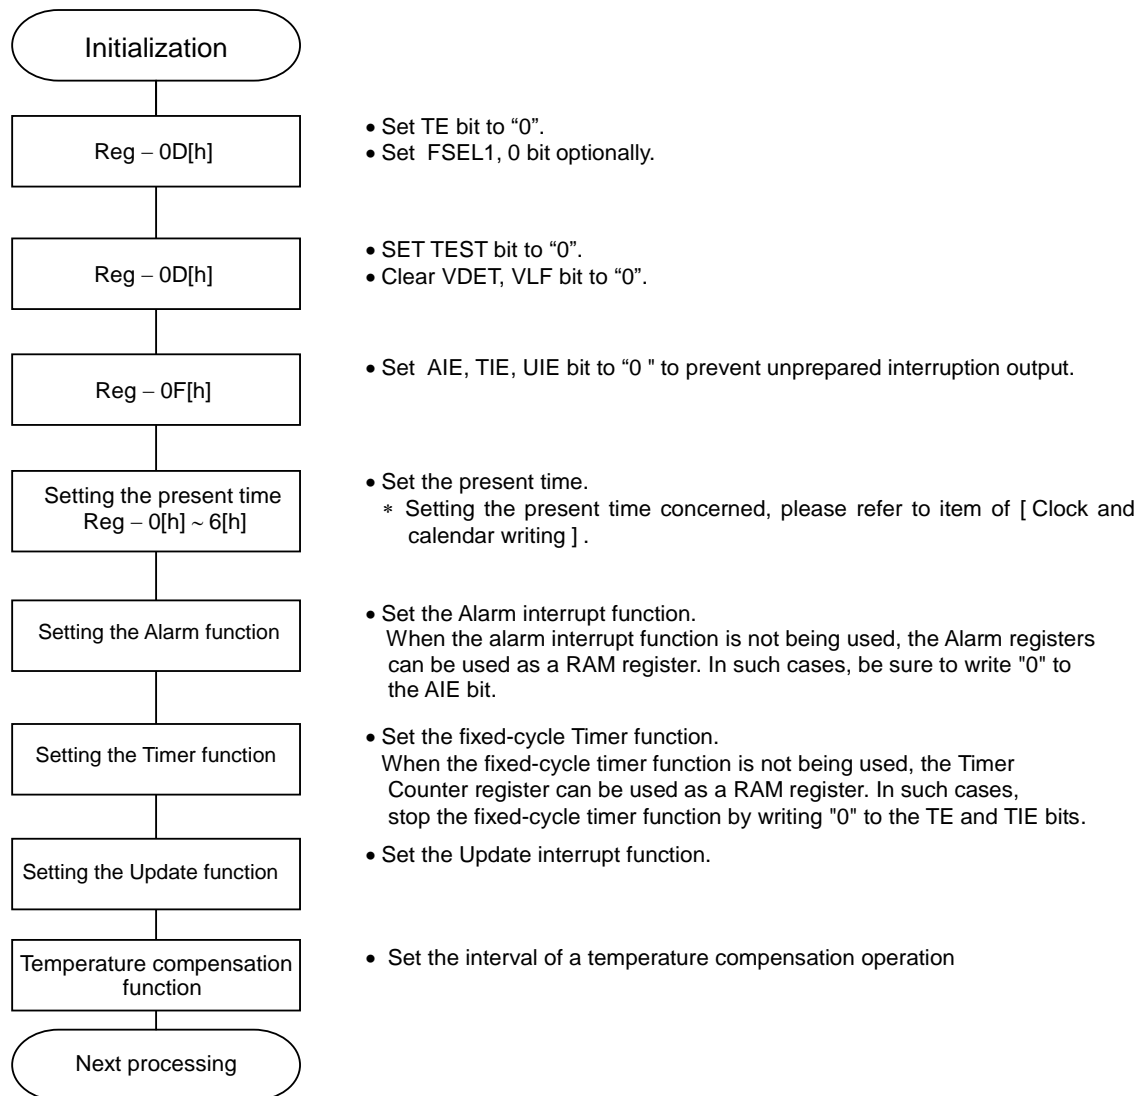 Initialization
Reg – 0D[h]
• Set TE bit to “0”.
• Set FSEL1, 0 bit optionally.
Reg – 0D[h]
• SET TEST bit to “0”.
• Clear VDET, VLF bit to “0”.
Reg – 0F[h]
• Set AIE, TIE, UIE bit to “0 " to prevent unprepared interruption output.
Setting the present time
Reg – 0[h] ~ 6[h]
• Set the present time.
* Setting the present time concerned, please refer to item of [ Clock and
calendar writing ] .
Setting the Alarm function
• Set the Alarm interrupt function.
When the alarm interrupt function is not being used, the Alarm registers
can be used as a RAM register. In such cases, be sure to write "0" to
the AIE bit.
Setting the Timer function
• Set the fixed-cycle Timer function.
When the fixed-cycle timer function is not being used, the Timer
Counter register can be used as a RAM register. In such cases,
stop the fixed-cycle timer function by writing "0" to the TE and TIE bits.
Setting the Update function
• Set the Update interrupt function.
Temperature compensation
function
• Set the interval of a temperature compensation operation
Next processing